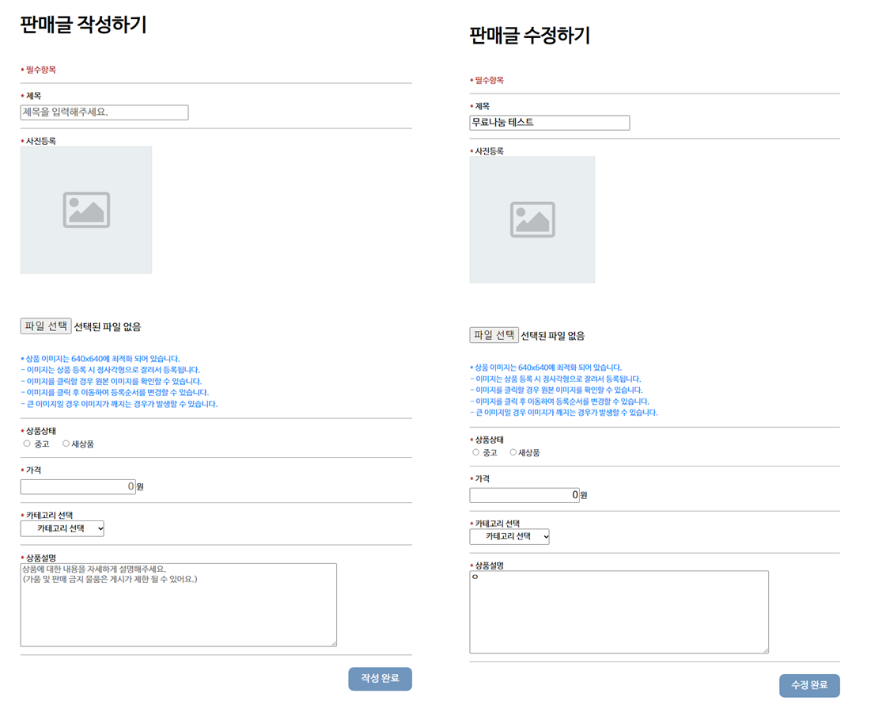 판매글 작성하기
* 필수항목
* 제목
제목을 입력해주세요.
* 사진등록
파일 선택 선택된 파일 없음
* 상품 이미지는 640x640에 최적화 되어 있습니다.
- 이미지는 상품 등록 시 정사각형으로 잘려서 등록됩니다.
- 이미지를 클릭할 경우 원본 이미지를 확인할 수 있습니다.
- 이미지를 클릭 후 이동하여 등록순서를 변경할 수 있습니다.
- 큰 이미지일 경우 이미지가 깨지는 경우가 발생할 수 있습니다.
* 상품상태
중고 새상품
* 가격
0 원
* 카테고리 선택
카테고리 선택
* 상품설명
상품에 대한 내용을 자세하게 설명해주세요.
(가품 및 판매 금지 물품은 게시가 제한 될 수 있어요.)
작성 완료
판매글 수정하기
* 필수항목
* 제목
무료나눔 테스트
* 사진등록
파일 선택 선택된 파일 없음
* 상품 이미지는 640x640에 최적화 되어 있습니다.
- 이미지는 상품 등록 시 정사각형으로 잘려서 등록됩니다.
- 이미지를 클릭할 경우 원본 이미지를 확인할 수 있습니다.
- 이미지를 클릭 후 이동하여 등록순서를 변경할 수 있습니다.
- 큰 이미지일 경우 이미지가 깨지는 경우가 발생할 수 있습니다.
* 상품상태
중고 새상품
* 가격
0 원
* 카테고리 선택
카테고리 선택
* 상품설명
ㅇ
수정 완료